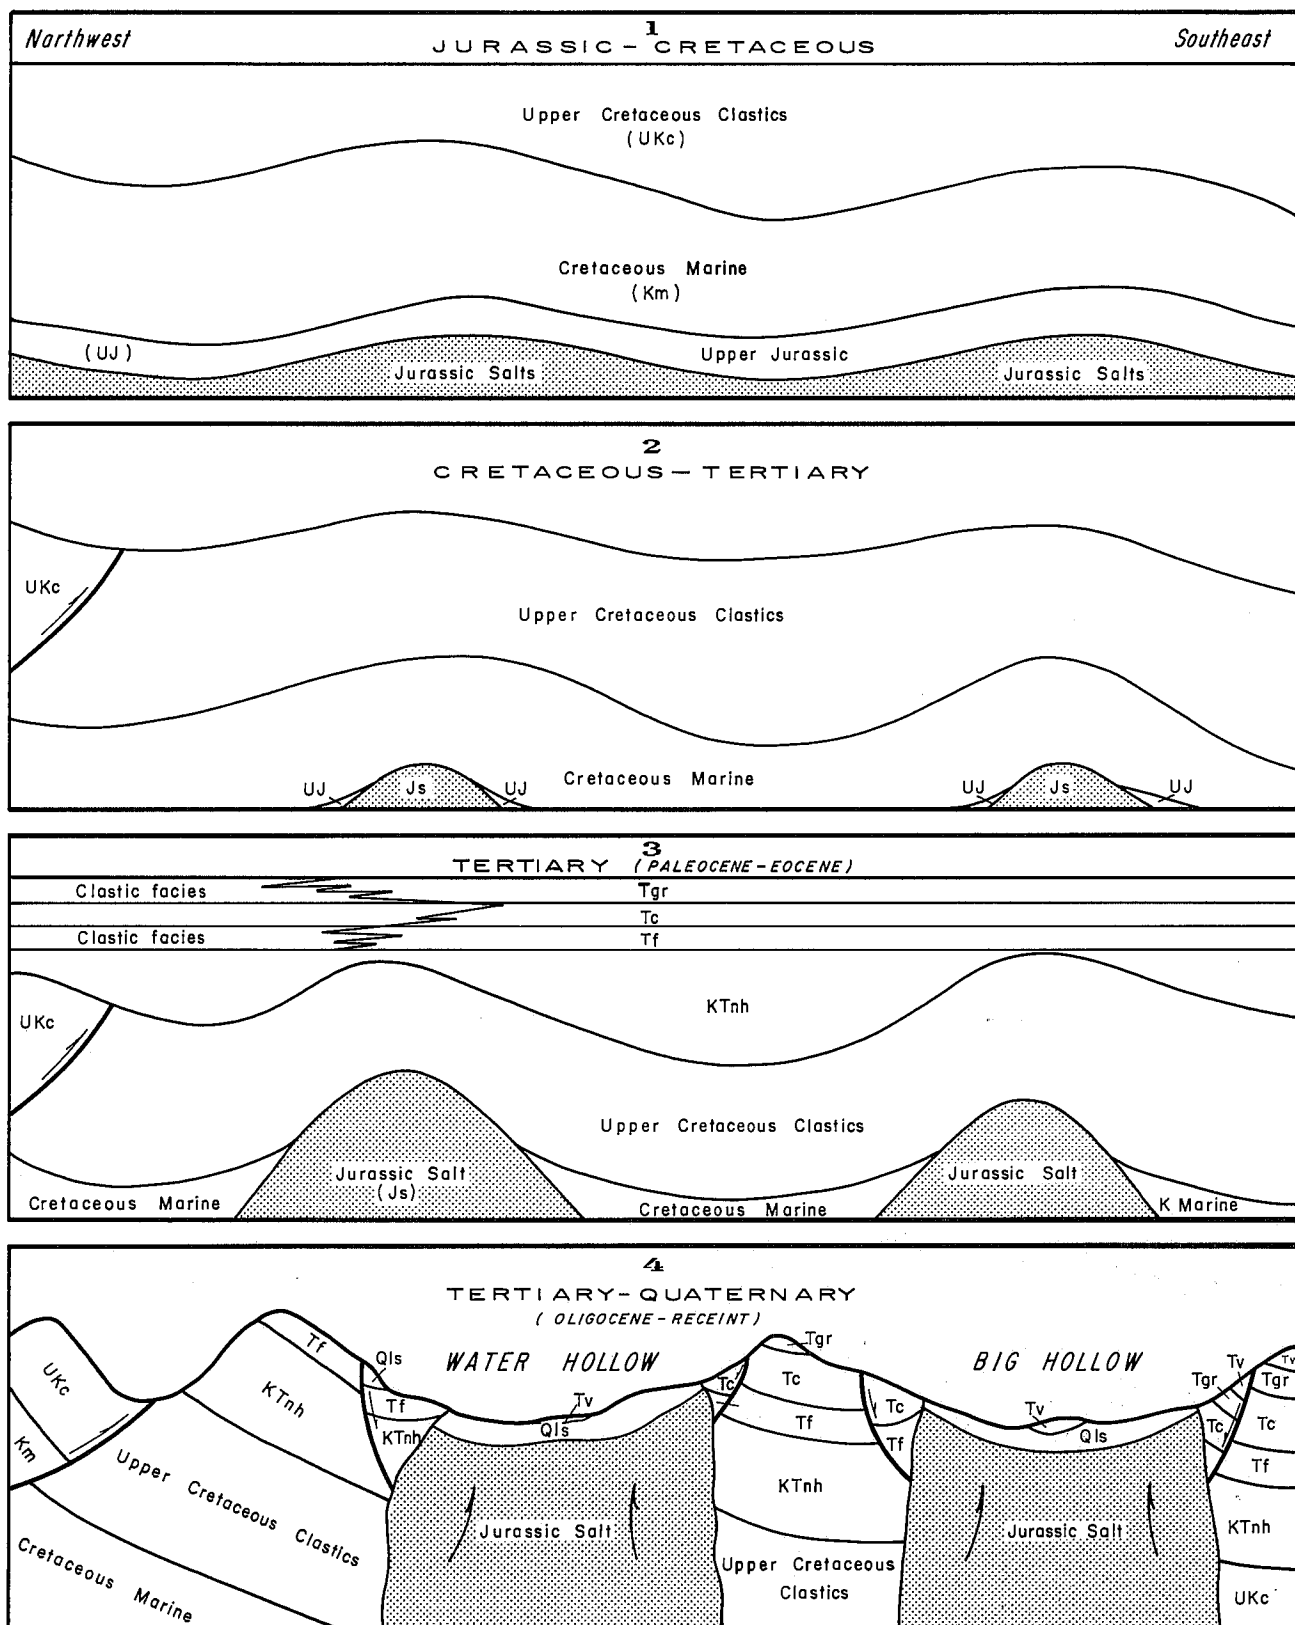 Northwest
1
JURASSIC - CRETACEOUS
Southeast
Upper Cretaceous Clastics
(UKc)
Cretaceous Marine
(Km)
(UJ)
Upper Jurassic
Jurassic Salts
Jurassic Salts
2
CRETACEOUS - TERTIARY
UKc
Upper Cretaceous Clastics
Cretaceous Marine
UJ
Js
UJ
UJ
Js
UJ
3
TERTIARY (PALEOCENE-EOCENE)
Clastic facies
Tgr
Tc
Clastic facies
Tf
KTnh
UKc
Upper Cretaceous Clastics
Jurassic Salt
(Js)
Jurassic Salt
Cretaceous Marine
Cretaceous Marine
K Marine
4
TERTIARY - QUATERNARY
(OLIGOCENE - RECEINT)
WATER HOLLOW
BIG HOLLOW
UKc
Km
Tf
KTnh
Qls
Tf
KTnh
Tv
Qls
Tc
Tgr
Tc
Tf
Tc
Tf
KTnh
Tv
Qls
Tgr
Tv
Tc
Tv
Tgr
Tc
Tf
KTnh
UKc
Upper Cretaceous Clastics
Cretaceous Marine
Jurassic Salt
Upper Cretaceous
Clastics
Jurassic Salt